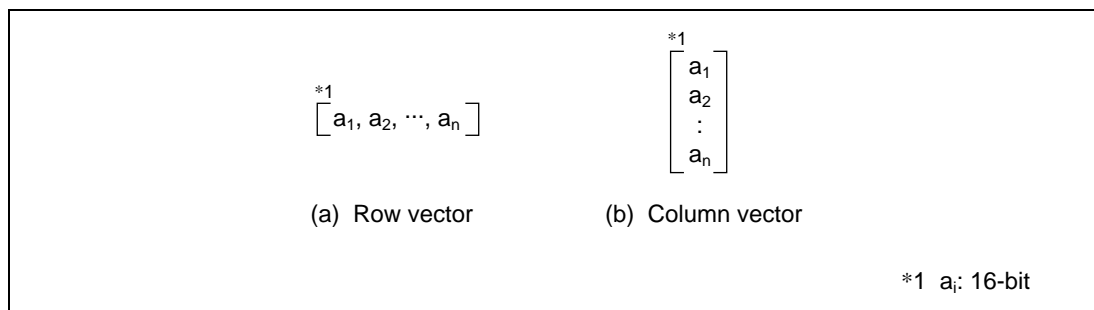 *1
[a₁, a₂, ···, aₙ]
(a) Row vector
*1
a₁
a₂
:
aₙ
(b) Column vector
*1 aᵢ: 16-bit